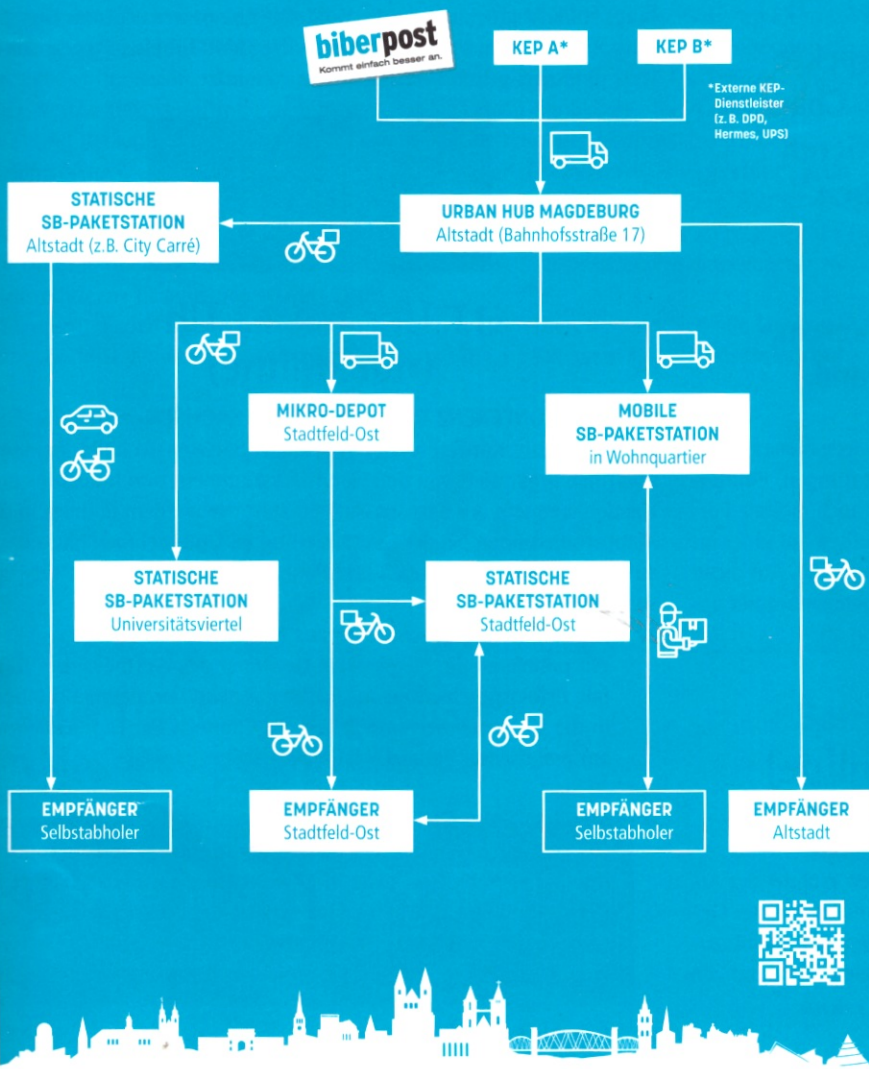 biberpost
Kommt einfach besser an.
KEP A*
KEP B*
*Externe KEP-
Dienstleister
(z. B. DPD,
Hermes, UPS)
STATISCHE
SB-PAKETSTATION
Altstadt (z.B. City Carré)
URBAN HUB MAGDEBURG
Altstadt (Bahnhofsstraße 17)
MIKRO-DEPOT
Stadtfeld-Ost
MOBILE
SB-PAKETSTATION
in Wohnquartier
STATISCHE
SB-PAKETSTATION
Universitätsviertel
STATISCHE
SB-PAKETSTATION
Stadtfeld-Ost
EMPFÄNGER
Selbstabholer
EMPFÄNGER
Stadtfeld-Ost
EMPFÄNGER
Selbstabholer
EMPFÄNGER
Altstadt